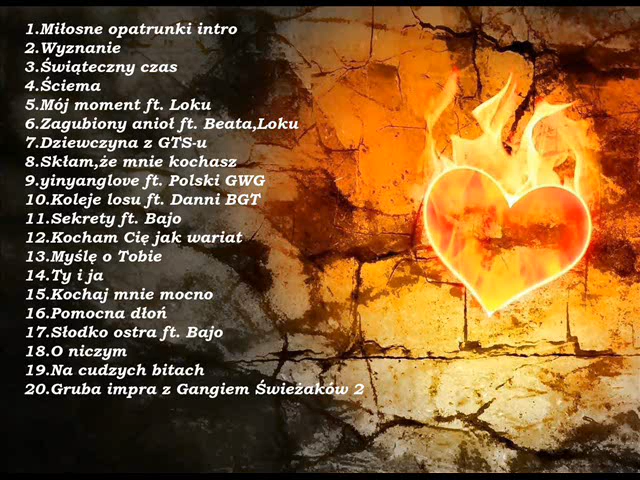 1.Miłosne opatrunki intro
2.Wyznanie
3.Świąteczny czas
4.Ściema
5.Mój moment ft. Loku
6.Zagubiony anioł ft. Beata,Loku
7.Dziewczyna z GTS-u
8.Skłam,że mnie kochasz
9.yinyanglove ft. Polski GWG
10.Koleje losu ft. Danni BGT
11.Sekrety ft. Bajo
12.Kocham Cię jak wariat
13.Myślę o Tobie
14.Ty i ja
15.Kochaj mnie mocno
16.Pomocna dłoń
17.Słodko ostra ft. Bajo
18.O niczym
19.Na cudzych bitach
20.Gruba impra z Gangiem Świeżaków 2